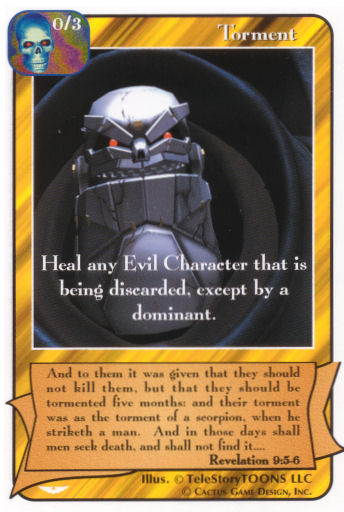 0/3
Torment
Heal any Evil Character that is
being discarded, except by a
dominant.
And to them it was given that they should
not kill them, but that they should be
tormented five months: and their torment
was as the torment of a scorpion, when he
striketh a man. And in those days shall
men seek death, and shall not find it....
Revelation 9:5-6
Illus. © TeleStoryTOONS LLC
© Cactus Game Design, Inc.